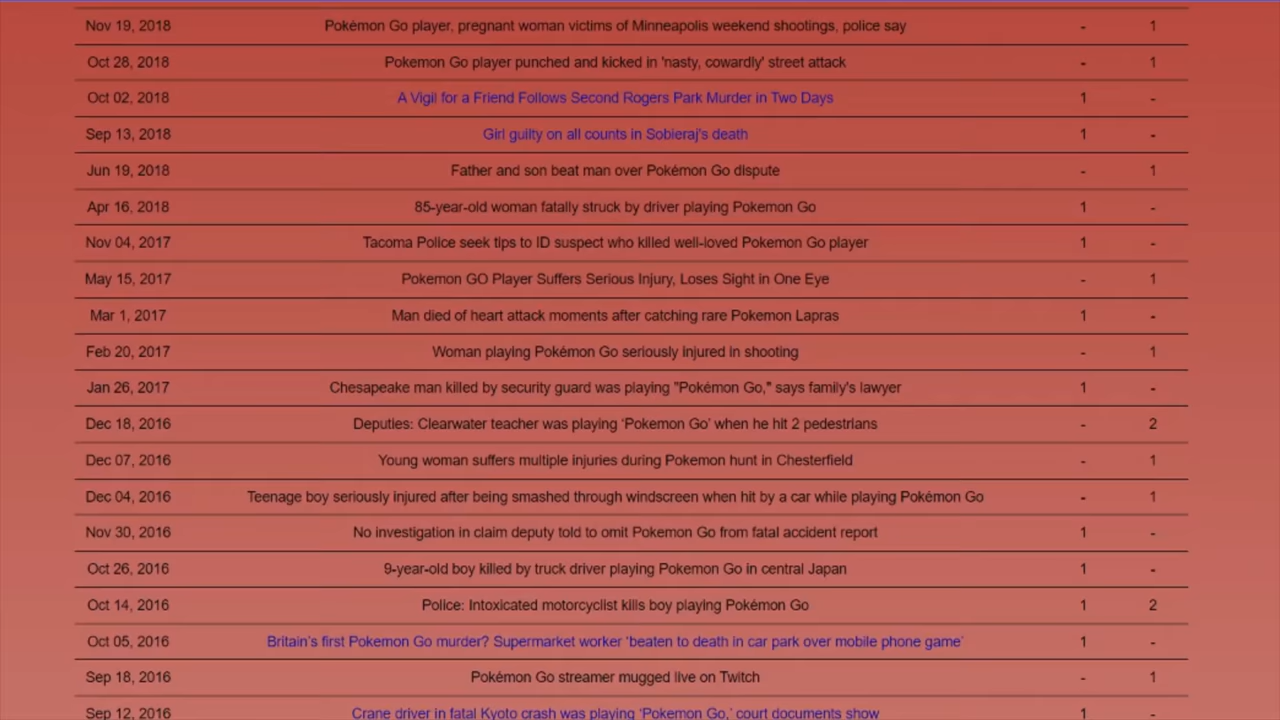 Nov 19, 2018 Pokémon Go player, pregnant woman victims of Minneapolis weekend shootings, police say - 1
Oct 28, 2018 Pokemon Go player punched and kicked in 'nasty, cowardly' street attack - 1
Oct 02, 2018 A Vigil for a Friend Follows Second Rogers Park Murder in Two Days 1 -
Sep 13, 2018 Girl guilty on all counts in Sobieraj's death 1 -
Jun 19, 2018 Father and son beat man over Pokémon Go dispute - 1
Apr 16, 2018 85-year-old woman fatally struck by driver playing Pokemon Go 1 -
Nov 04, 2017 Tacoma Police seek tips to ID suspect who killed well-loved Pokemon Go player 1 -
May 15, 2017 Pokemon GO Player Suffers Serious Injury, Loses Sight in One Eye - 1
Mar 1, 2017 Man died of heart attack moments after catching rare Pokemon Lapras 1 -
Feb 20, 2017 Woman playing Pokémon Go seriously injured in shooting - 1
Jan 26, 2017 Chesapeake man killed by security guard was playing "Pokémon Go," says family's lawyer 1 -
Dec 18, 2016 Deputies: Clearwater teacher was playing ‘Pokemon Go’ when he hit 2 pedestrians - 2
Dec 07, 2016 Young woman suffers multiple injuries during Pokemon hunt in Chesterfield - 1
Dec 04, 2016 Teenage boy seriously injured after being smashed through windscreen when hit by a car while playing Pokémon Go - 1
Nov 30, 2016 No investigation in claim deputy told to omit Pokemon Go from fatal accident report 1 -
Oct 26, 2016 9-year-old boy killed by truck driver playing Pokemon Go in central Japan 1 -
Oct 14, 2016 Police: Intoxicated motorcyclist kills boy playing Pokémon Go 1 2
Oct 05, 2016 Britain’s first Pokemon Go murder? Supermarket worker ‘beaten to death in car park over mobile phone game’ 1 -
Sep 18, 2016 Pokémon Go streamer mugged live on Twitch - 1
Sep 12, 2016 Crane driver in fatal Kyoto crash was playing ‘Pokemon Go,’ court documents show 1 -